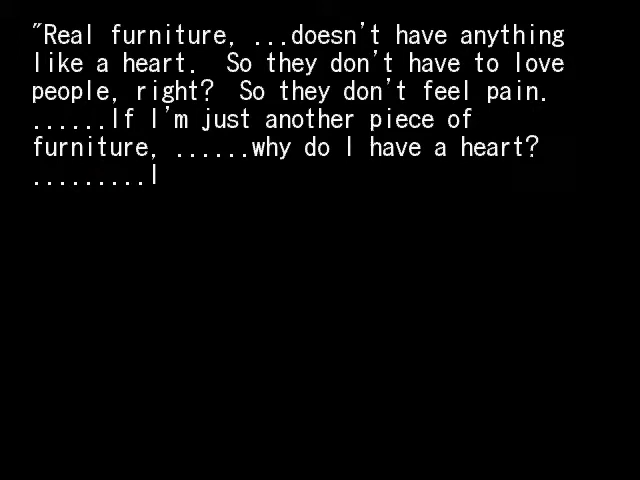 "Real furniture, ...doesn't have anything
like a heart.  So they don't have to love
people, right?  So they don't feel pain.
......If I'm just another piece of
furniture, ......why do I have a heart?
.........I